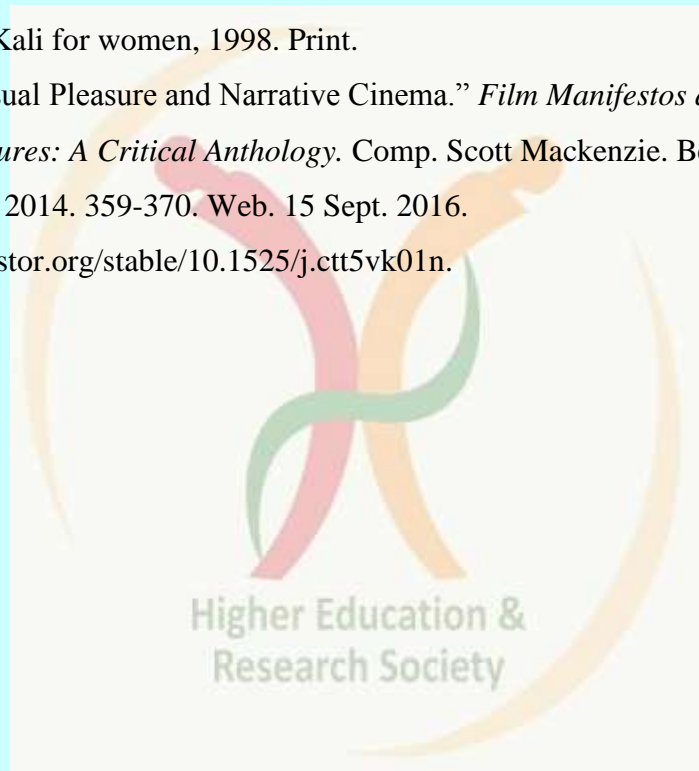 Kali for women, 1998. Print.
ual Pleasure and Narrative Cinema.” Film Manifestos
ures: A Critical Anthology. Comp. Scott Mackenzie.
2014. 359-370. Web. 15 Sept. 2016.
stor.org/stable/10.1525/j.ctt5vk01n.
Higher Education &
Research Society